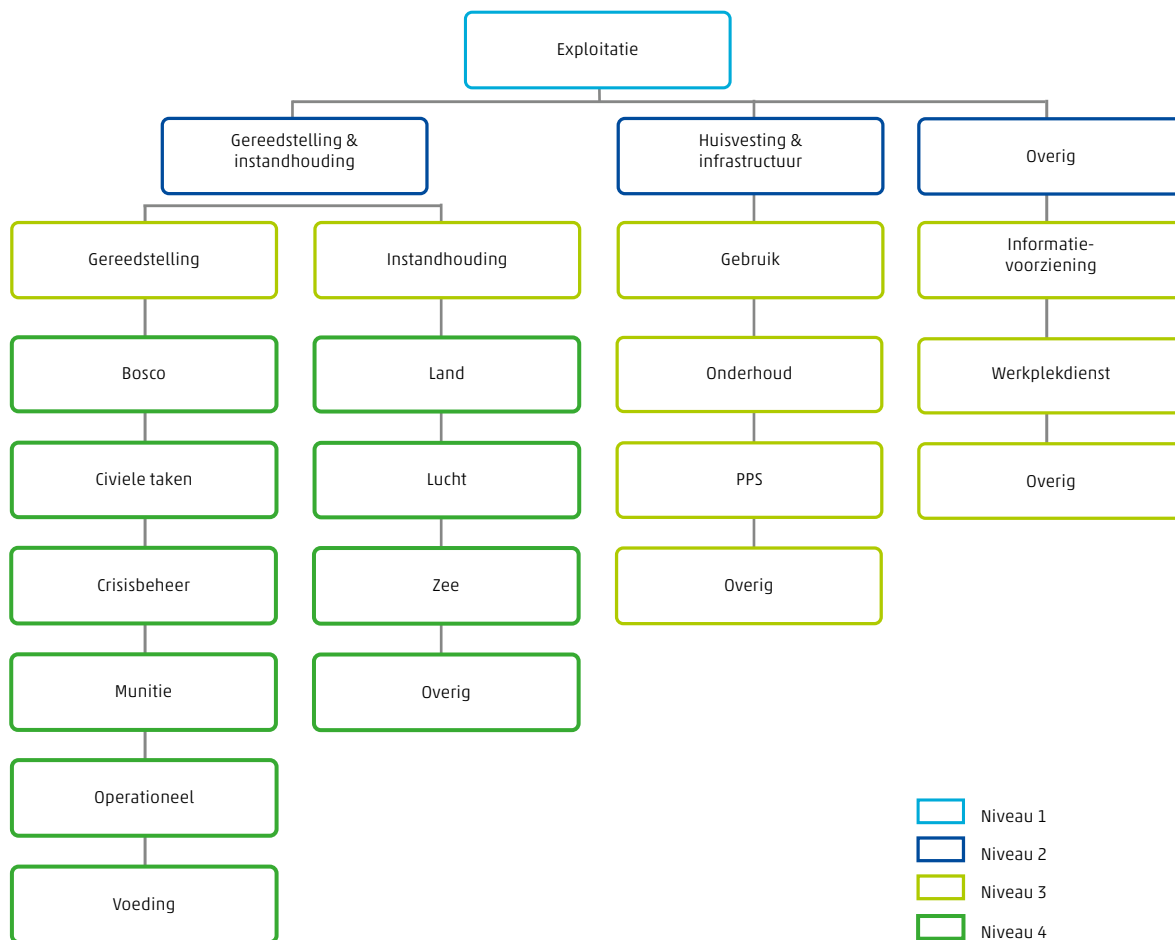 Exploitatie
Gereedstelling &
instandhouding
Huisvesting &
infrastructuur
Overig
Gereedstelling
Instandhouding
Gebruik
Informatie-
voorziening
Bosco
Land
Onderhoud
Werkplekdienst
Civiele taken
Lucht
PPS
Overig
Crisisbeheer
Zee
Overig
Munitie
Overig
Operationeel
Voeding
Niveau 1
Niveau 2
Niveau 3
Niveau 4